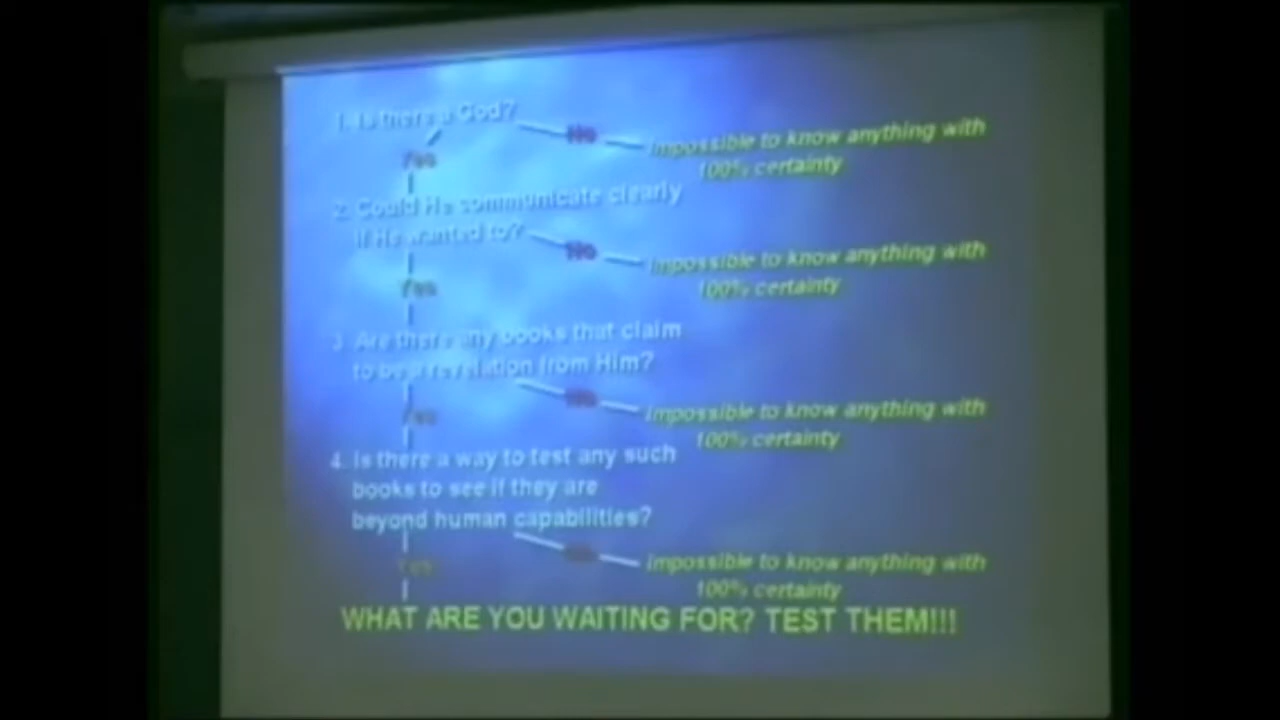 1. Is there a God?
No
Impossible to know anything with
100% certainty
Yes
2. Could He communicate clearly
if He wanted to?
No
Impossible to know anything with
100% certainty
Yes
3. Are there any books that claim
to be a revelation from Him?
No
Impossible to know anything with
100% certainty
Yes
4. Is there a way to test any such
books to see if they are
beyond human capabilities?
No
Impossible to know anything with
100% certainty
Yes
WHAT ARE YOU WAITING FOR? TEST THEM!!!